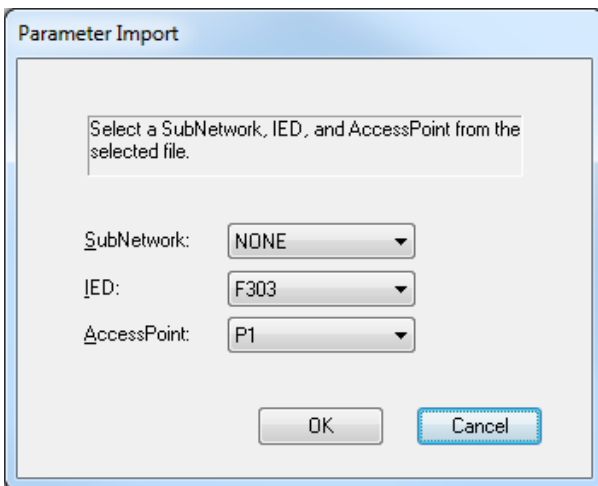 Parameter Import
Select a SubNetwork, IED, and AccessPoint from the
selected file.
SubNetwork: NONE
IED: F303
AccessPoint: P1
OK Cancel